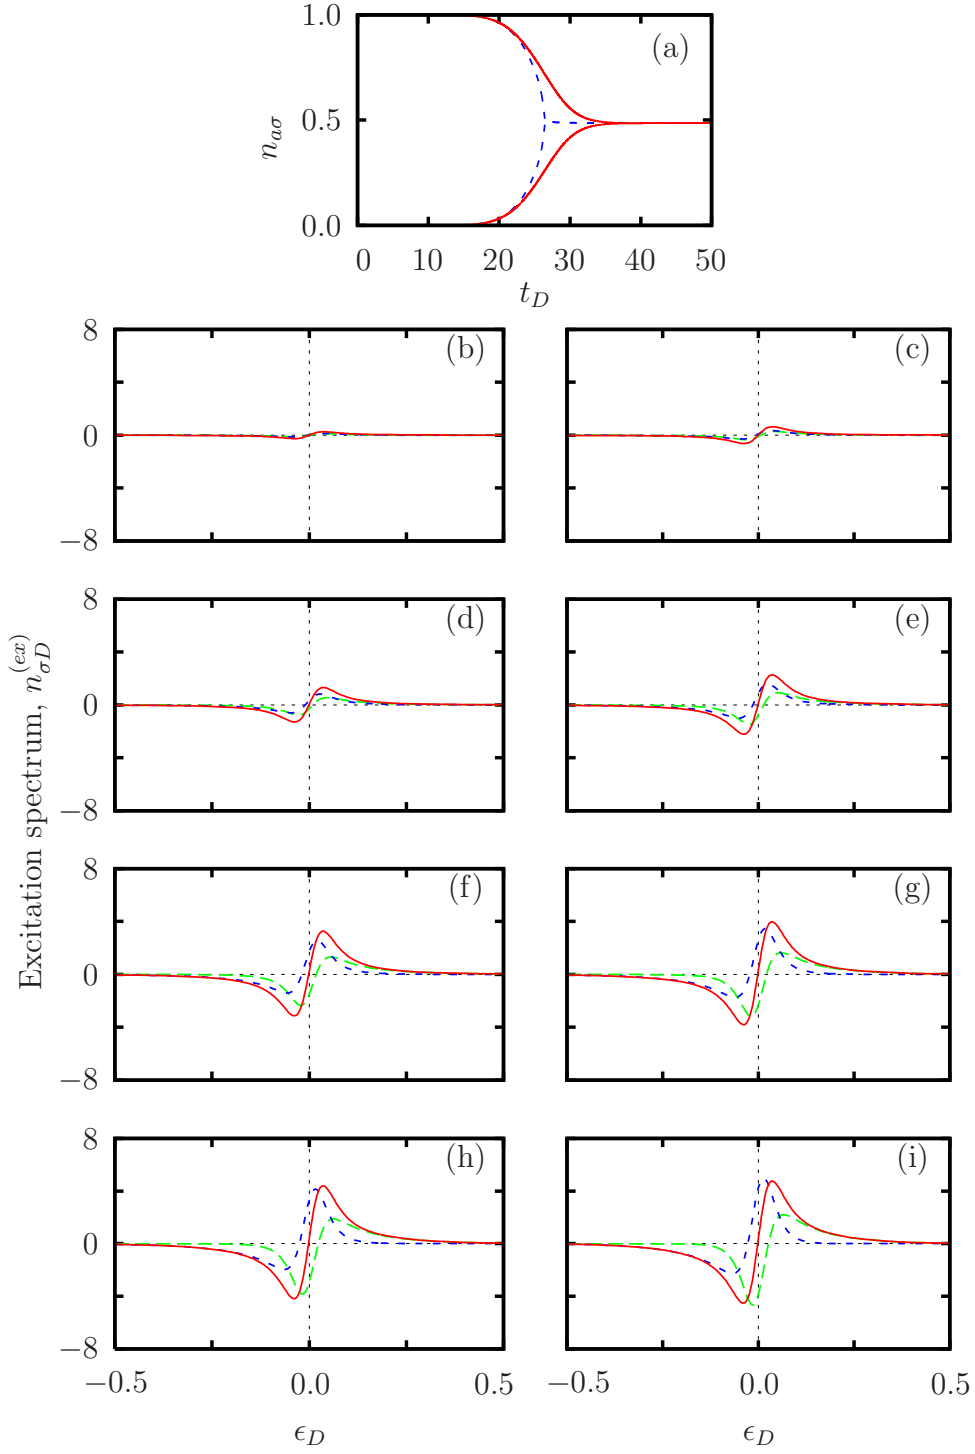 1.0
(a)
0.5
n_{aσ}
0.0
0 10 20 30 40 50
t_D
8
(b)
(c)
0
−8
8
(d)
(e)
0
−8
Excitation spectrum, n_{σD}^{(ex)}
8
(f)
(g)
0
−8
8
(h)
(i)
0
−8
−0.5 0.0 0.5 −0.5 0.0 0.5
ϵ_D ϵ_D